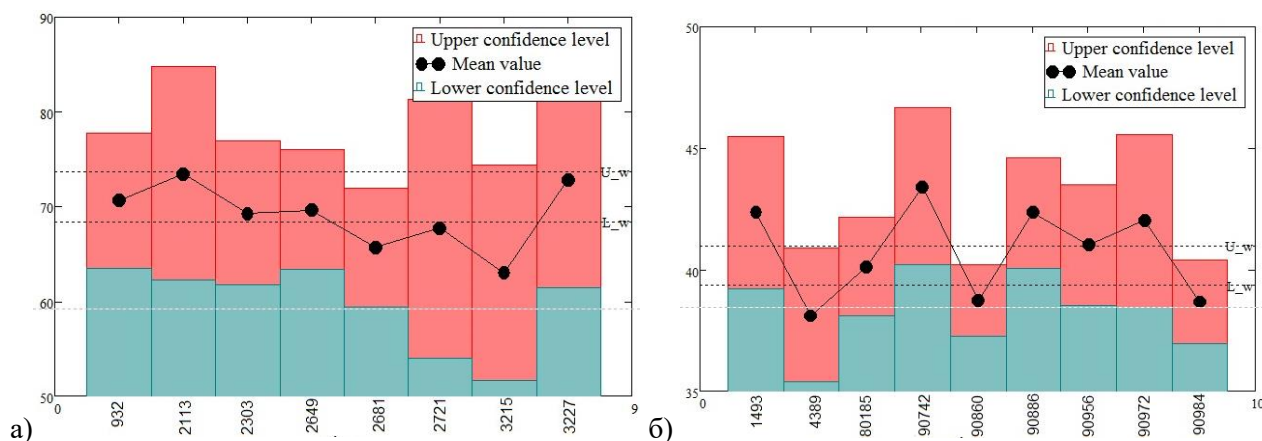 90
80
70
60
50
Upper confidence level
Mean value
Lower confidence level
U_w
L_w
0
932
2113
2303
2649
2681
2721
3215
3227
9
а)
50
45
40
35
Upper confidence level
Mean value
Lower confidence level
U_w
L_w
0
1493
4389
80185
90742
90860
90886
90956
90972
90984
10
б)